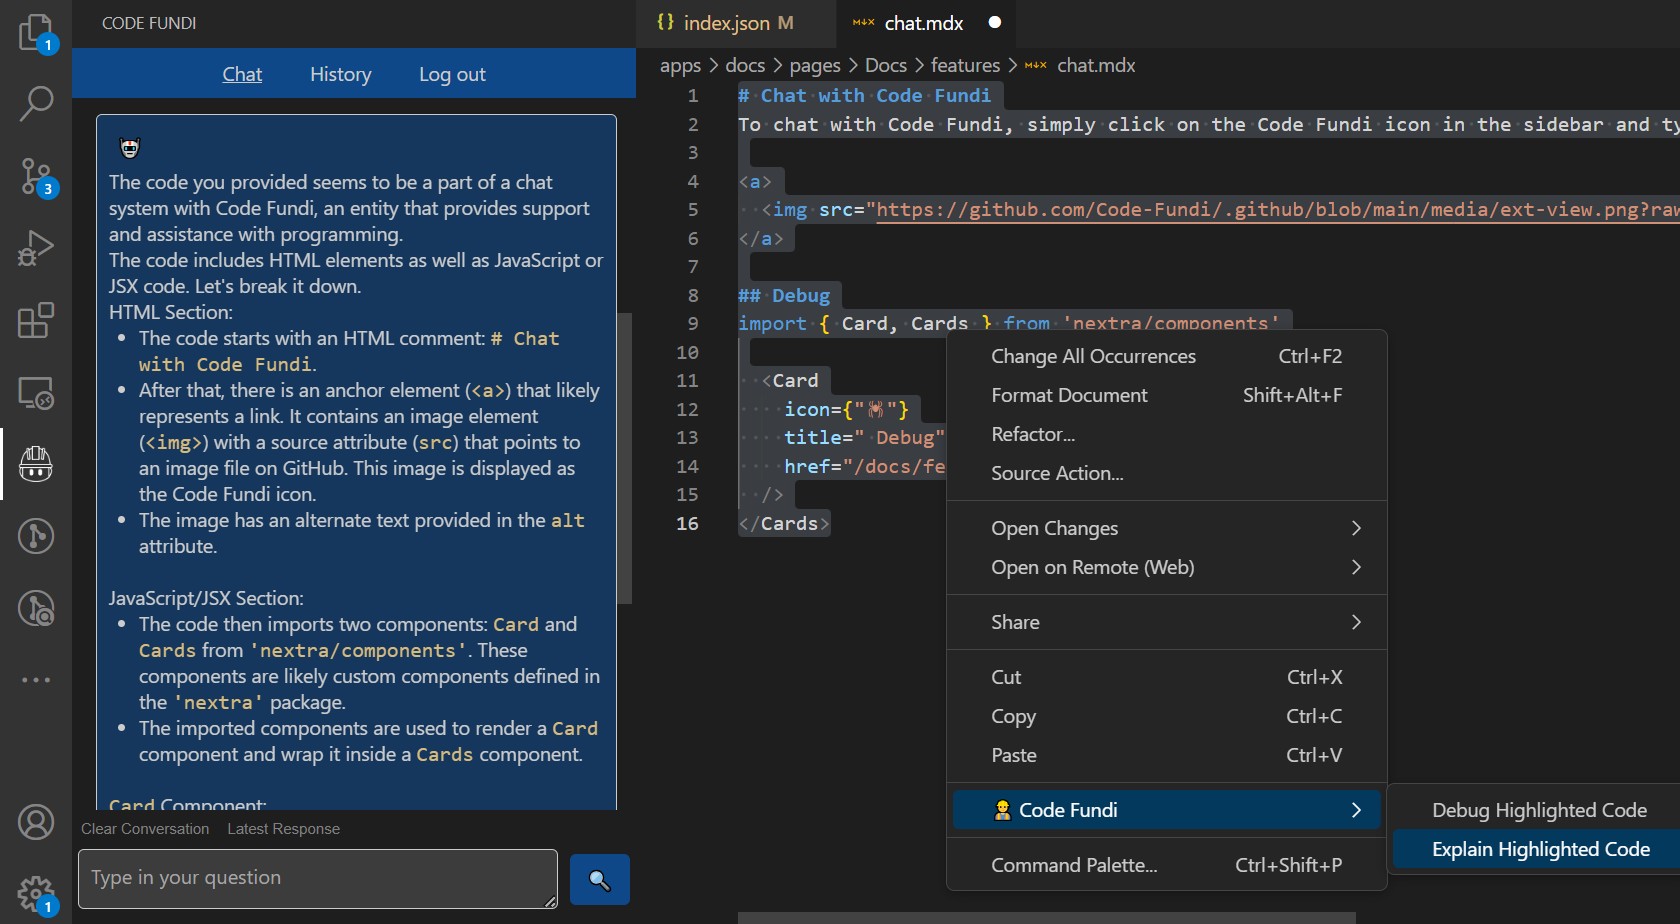 1
3
1
CODE FUNDI
Chat History Log out
The code you provided seems to be a part of a chat
system with Code Fundi, an entity that provides support
and assistance with programming.
The code includes HTML elements as well as JavaScript or
JSX code. Let's break it down.
HTML Section:
• The code starts with an HTML comment: # Chat
with Code Fundi.
• After that, there is an anchor element (<a>) that likely
represents a link. It contains an image element
(<img>) with a source attribute (src) that points to
an image file on GitHub. This image is displayed as
the Code Fundi icon.
• The image has an alternate text provided in the alt
attribute.
JavaScript/JSX Section:
• The code then imports two components: Card and
Cards from 'nextra/components'. These
components are likely custom components defined in
the 'nextra' package.
• The imported components are used to render a Card
component and wrap it inside a Cards component.
Card Component:
Clear Conversation Latest Response
Type in your question
{} index.json M
chat.mdx
apps > docs > pages > Docs > features > chat.mdx
1 # Chat with Code Fundi
2 To chat with Code Fundi, simply click on the Code Fundi icon in the sidebar and ty
3
4 <a>
5 <img src="https://github.com/Code-Fundi/.github/blob/main/media/ext-view.png?raw
6 </a>
7
8 ## Debug
9 import { Card, Cards } from 'nextra/components'
10
11 <Card
12 icon={"🕷"}
13 title=" Debug"
14 href="/docs/fe
15 />
16 </Cards>
Change All Occurrences Ctrl+F2
Format Document Shift+Alt+F
Refactor...
Source Action...
Open Changes >
Open on Remote (Web) >
Share >
Cut Ctrl+X
Copy Ctrl+C
Paste Ctrl+V
Code Fundi >
Command Palette... Ctrl+Shift+P
Debug Highlighted Code
Explain Highlighted Code